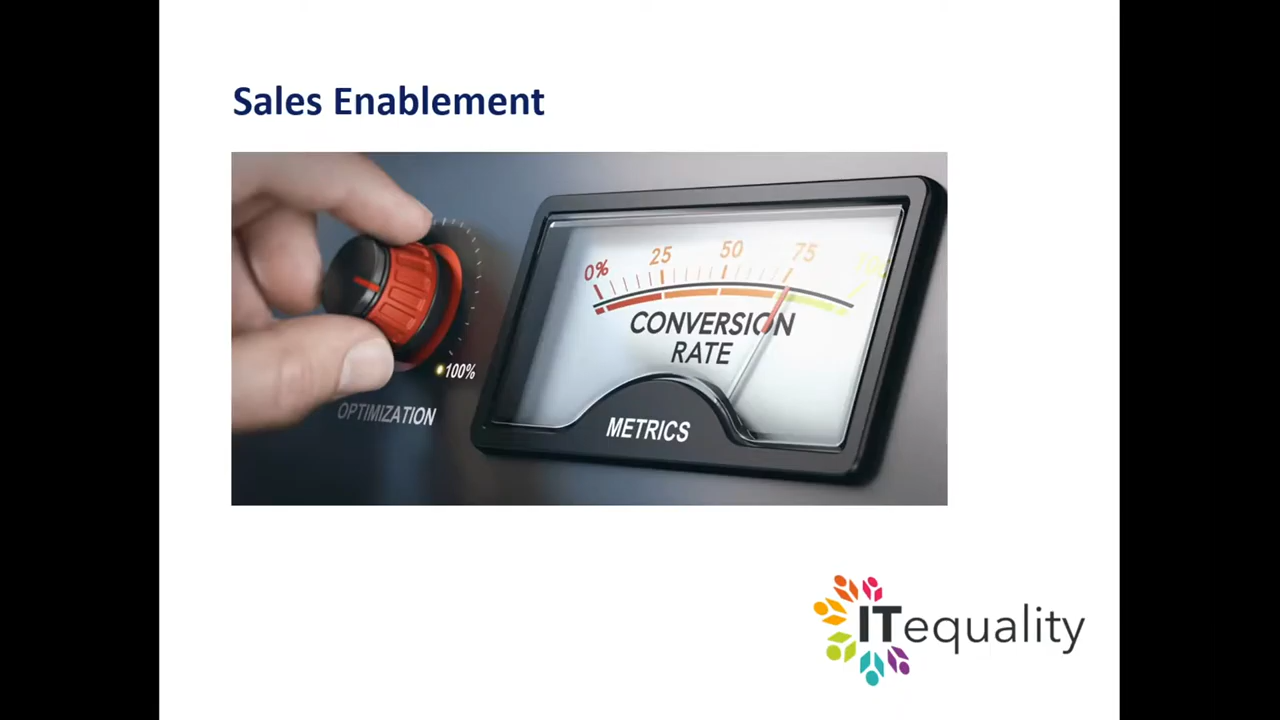 Sales Enablement
0% 25 50 75
CONVERSION
RATE
METRICS
100%
OPTIMIZATION
ITequality